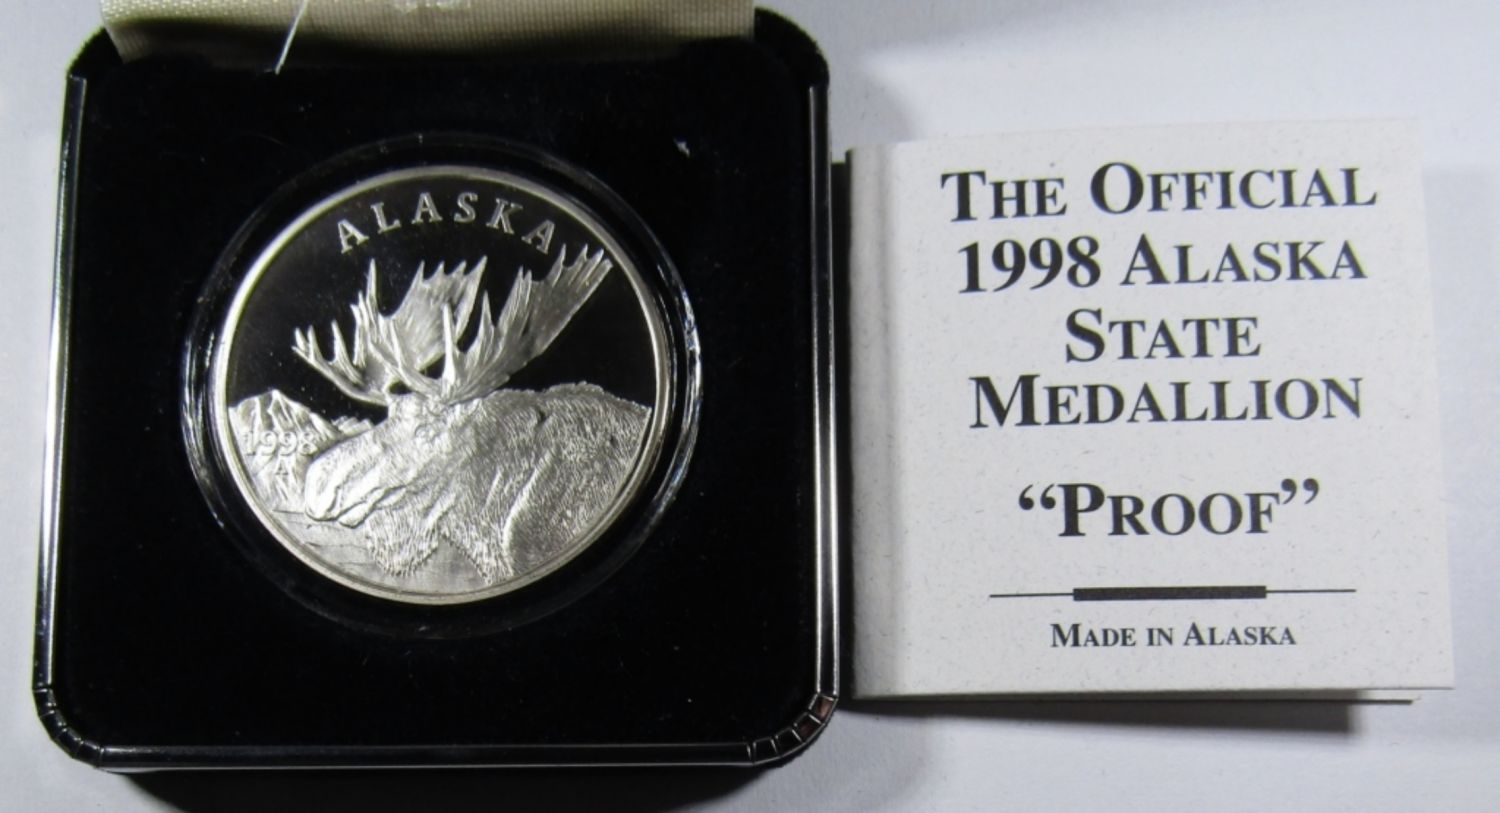 ALASKA
1998
A
THE OFFICIAL
1998 ALASKA
STATE
MEDALLION
“PROOF”
MADE IN ALASKA